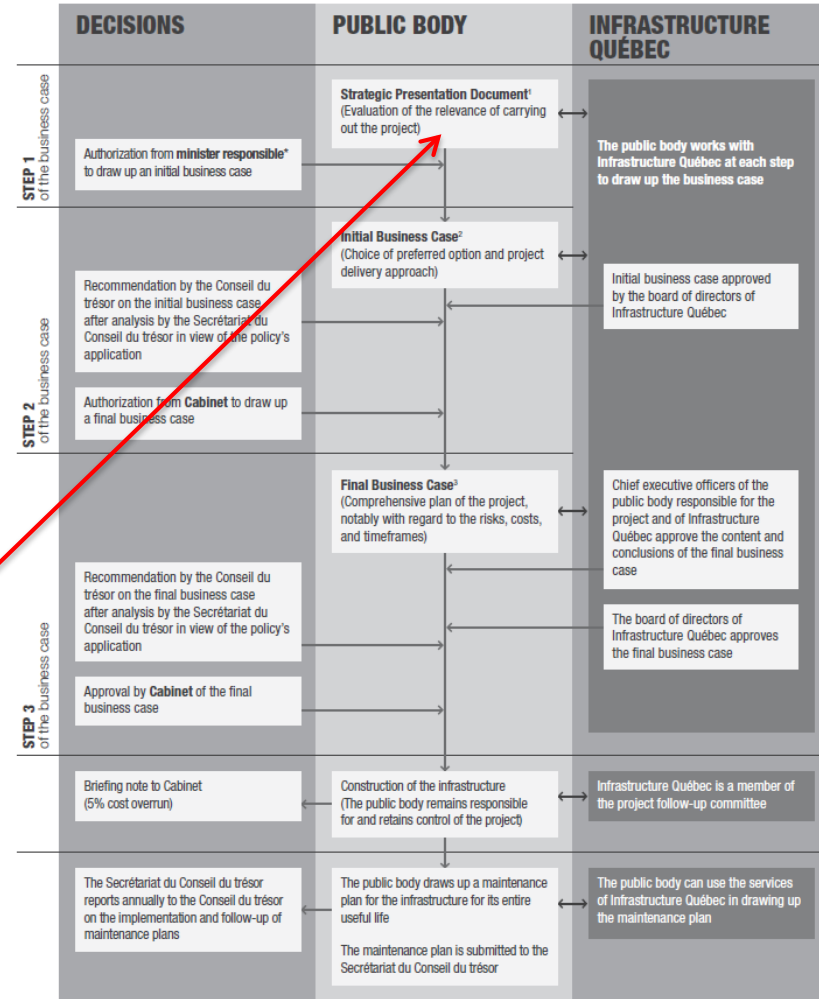 DECISIONS
PUBLIC BODY
INFRASTRUCTURE
QUÉBEC
STEP 1
of the business case
Strategic Presentation Document¹
(Evaluation of the relevance of carrying
out the project)
Authorization from minister responsible*
to draw up an initial business case
The public body works with
Infrastructure Québec at each step
to draw up the business case
STEP 2
of the business case
Initial Business Case²
(Choice of preferred option and project
delivery approach)
Initial business case approved
by the board of directors of
Infrastructure Québec
Recommendation by the Conseil du
trésor on the initial business case
after analysis by the Secrétariat du
Conseil du trésor in view of the policy's
application
Authorization from Cabinet to draw up
a final business case
STEP 3
of the business case
Final Business Case³
(Comprehensive plan of the project,
notably with regard to the risks, costs,
and timeframes)
Chief executive officers of the
public body responsible for the
project and of Infrastructure
Québec approve the content and
conclusions of the final business
case
Recommendation by the Conseil du
trésor on the final business case
after analysis by the Secrétariat du
Conseil du trésor in view of the policy's
application
The board of directors of
Infrastructure Québec approves
the final business case
Approval by Cabinet of the final
business case
Briefing note to Cabinet
(5% cost overrun)
Construction of the infrastructure
(The public body remains responsible
for and retains control of the project)
Infrastructure Québec is a member of
the project follow-up committee
The Secrétariat du Conseil du trésor
reports annually to the Conseil du trésor
on the implementation and follow-up of
maintenance plans
The public body draws up a maintenance
plan for the infrastructure for its entire
useful life
The maintenance plan is submitted to the
Secrétariat du Conseil du trésor
The public body can use the services
of Infrastructure Québec in drawing up
the maintenance plan